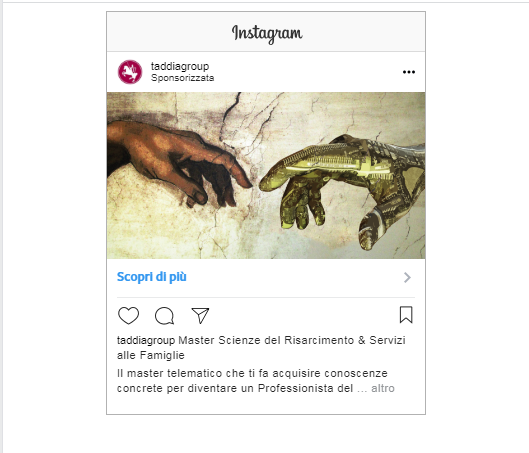 Instagram
taddiagroup
Sponsorizzata
Scopri di più
taddiagroup Master Scienze del Risarcimento & Servizi
alle Famiglie
Il master telematico che ti fa acquisire conoscenze
concrete per diventare un Professionista del ... altro